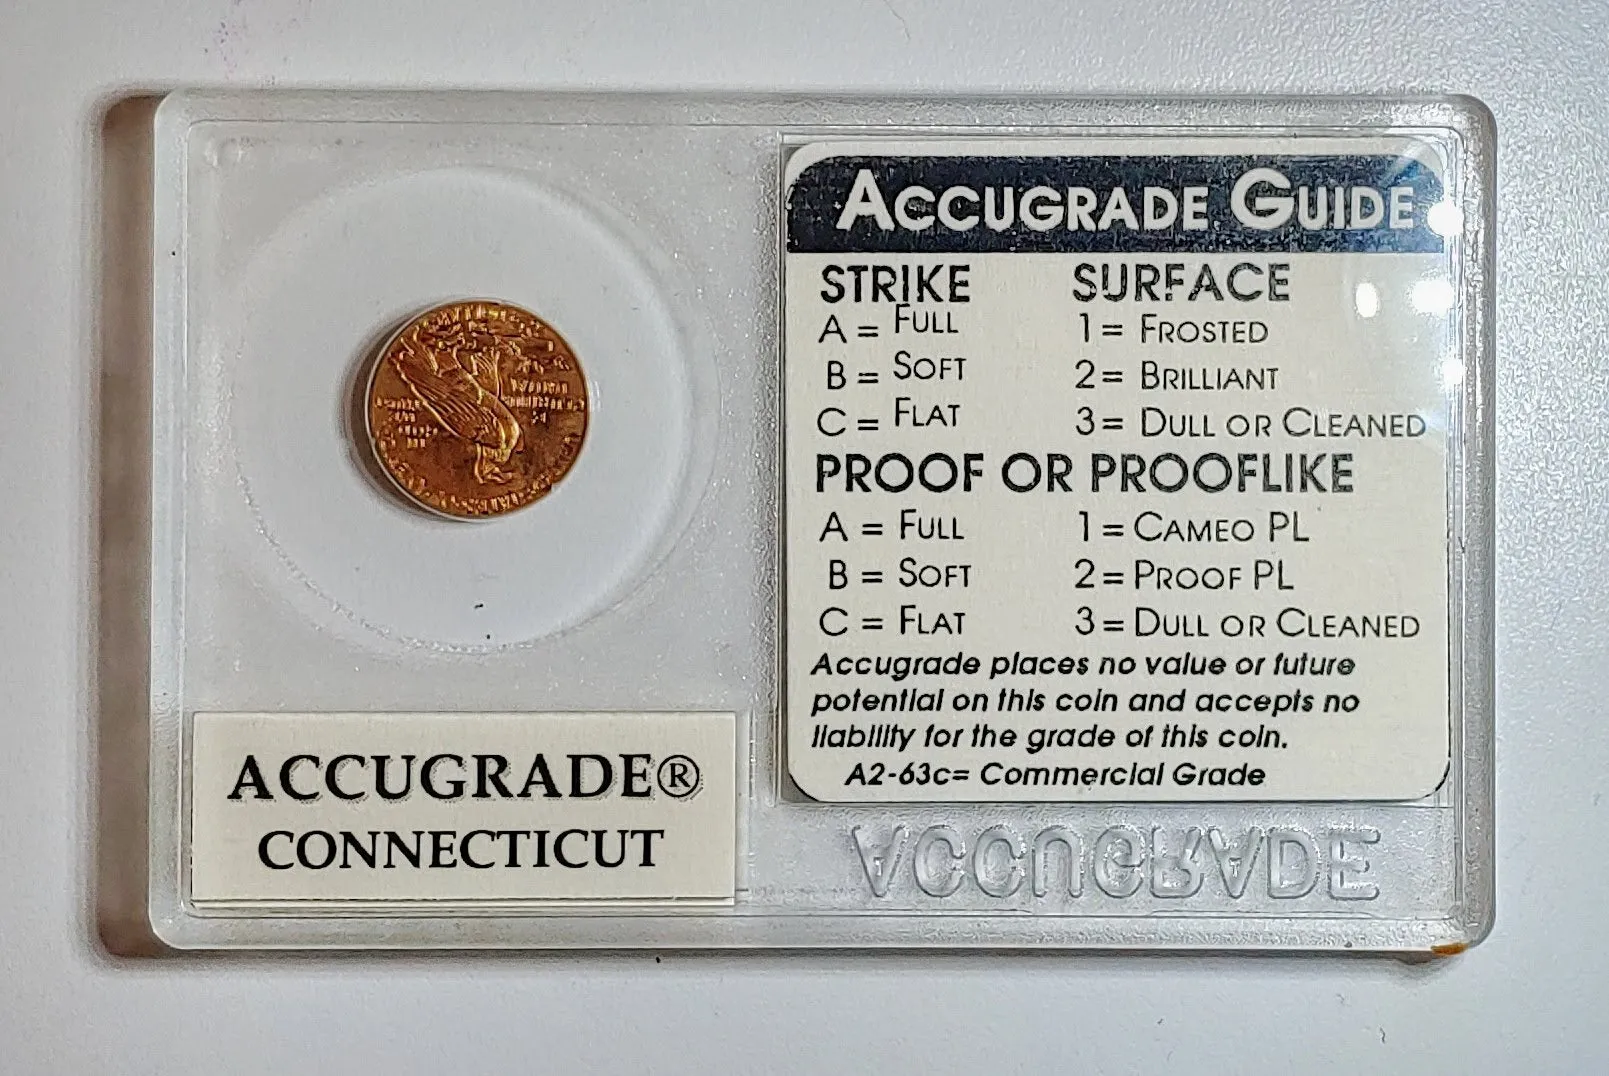 ACCUGRADE GUIDE
STRIKE SURFACE
A = FULL 1 = FROSTED
B = SOFT 2 = BRILLIANT
C = FLAT 3 = DULL OR CLEANED
PROOF OR PROOFLIKE
A = FULL 1 = CAMEO PL
B = SOFT 2 = PROOF PL
C = FLAT 3 = DULL OR CLEANED
Accugrade places no value or future
potential on this coin and accepts no
liability for the grade of this coin.
A2-63c= Commercial Grade
ACCUGRADE®
CONNECTICUT
ACCUGRADE